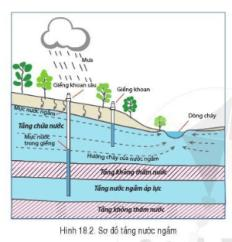 Mưa
Giếng khoan sâu
Giếng khoan
Mực nước ngầm
Dòng chảy
Tầng chứa nước
Mực nước
trong giếng
Hướng chảy của nước ngầm
Tầng không thấm nước
Tầng nước ngầm áp lực
Tầng không thấm nước
Hình 18.2. Sơ đồ tầng nước ngầm